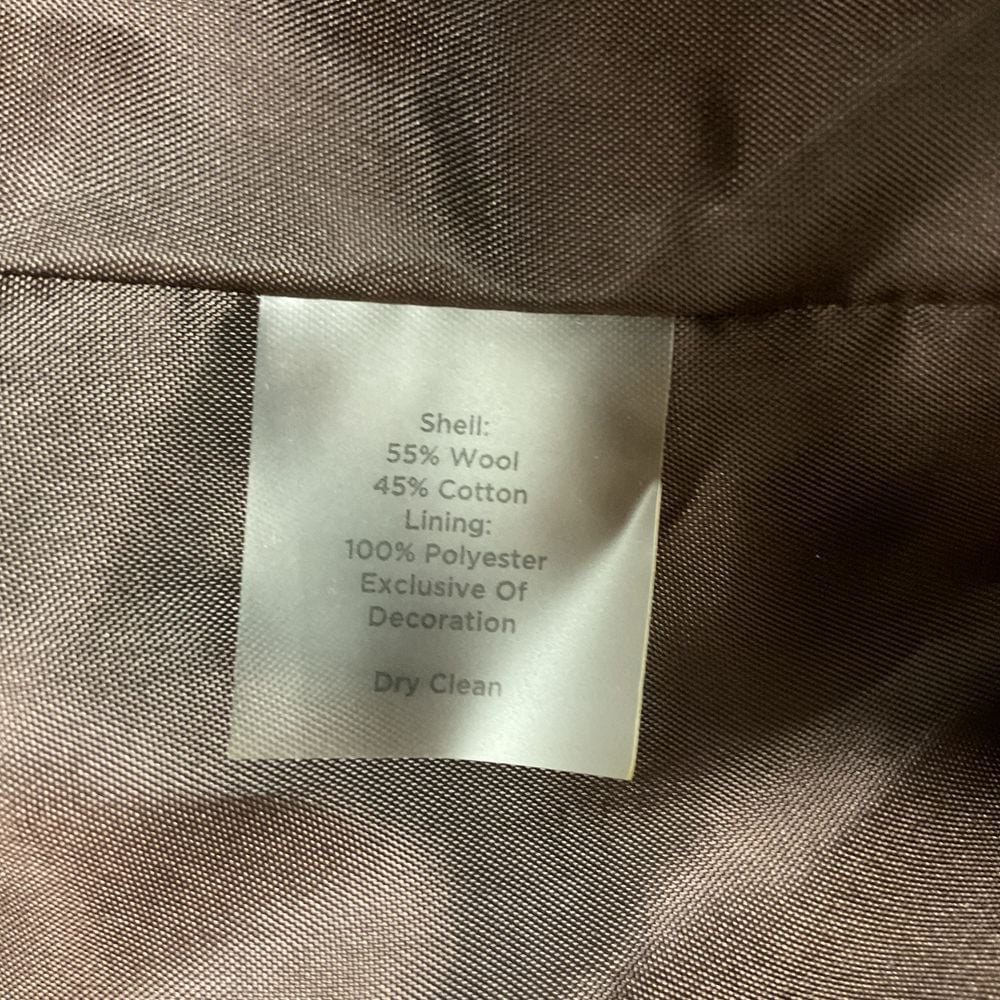 Shell:
55% Wool
45% Cotton
Lining:
100% Polyester
Exclusive Of
Decoration
Dry Clean